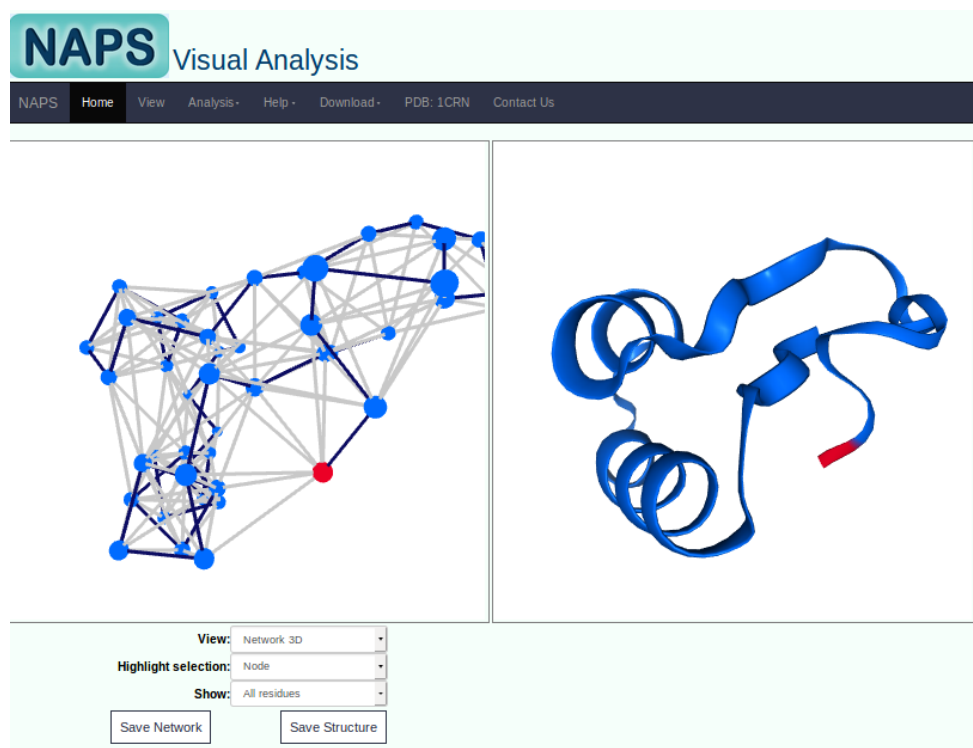 NAPS Visual Analysis
NAPS Home View Analysis Help Download PDB: 1CRN Contact Us
View: Network 3D
Highlight selection: Node
Show: All residues
Save Network Save Structure